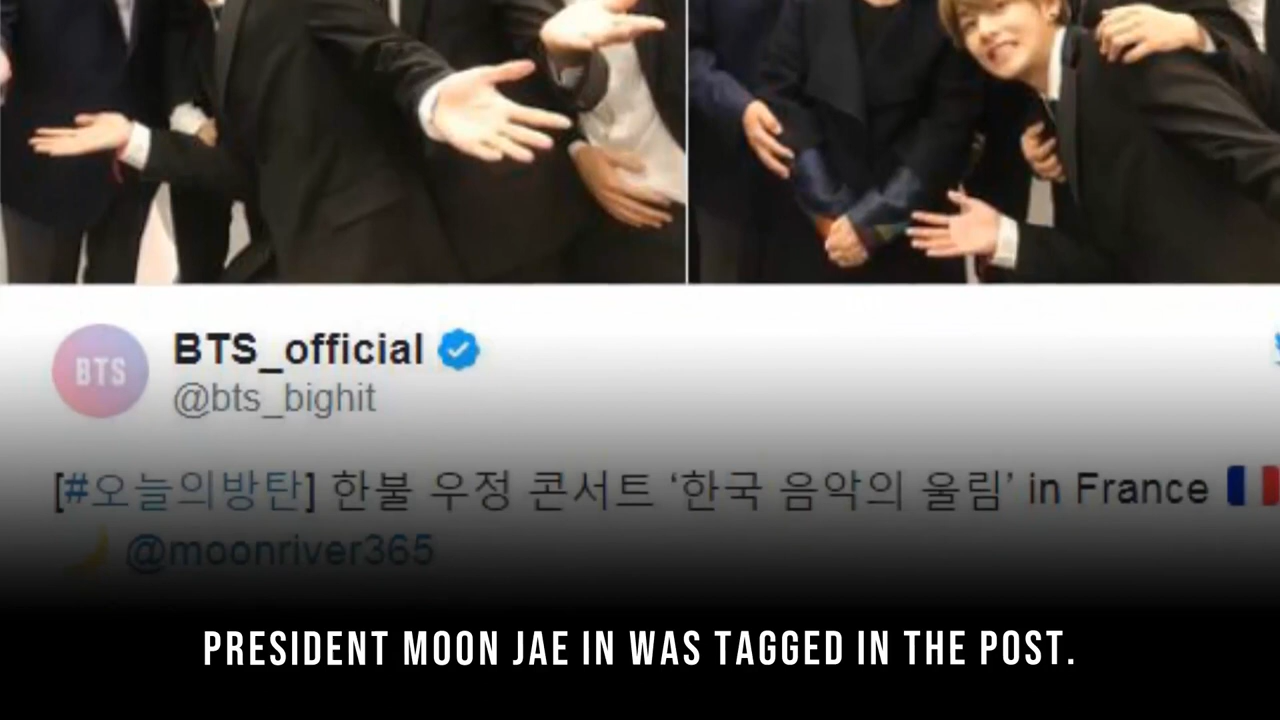 BTS
BTS_official
@bts_bighit
[#오늘의방탄] 한불 우정 콘서트 ‘한국 음악의 울림’ in France
@moonriver365
PRESIDENT MOON JAE IN WAS TAGGED IN THE POST.